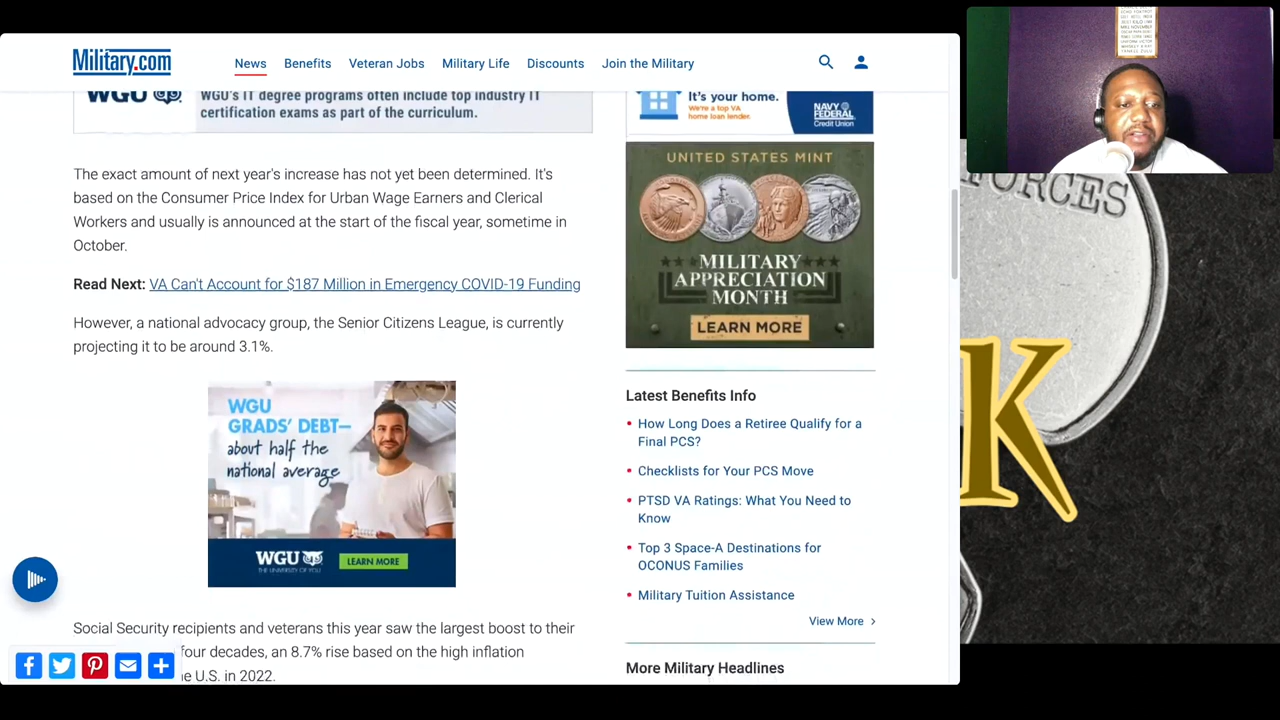 Military.com
News
Benefits
Veteran Jobs
Military Life
Discounts
Join the Military
WGU
WGU's IT degree programs often include top industry IT
certification exams as part of the curriculum.
The exact amount of next year's increase has not yet been determined. It's
based on the Consumer Price Index for Urban Wage Earners and Clerical
Workers and usually is announced at the start of the fiscal year, sometime in
October.
Read Next: VA Can't Account for $187 Million in Emergency COVID-19 Funding
However, a national advocacy group, the Senior Citizens League, is currently
projecting it to be around 3.1%.
WGU
GRADS' DEBT—
about half the
national average
WGU
THE UNIVERSITY OF YOU
LEARN MORE
Social Security recipients and veterans this year saw the largest boost to their
four decades, an 8.7% rise based on the high inflation
e U.S. in 2022.
It's your home.
We're a top VA
home loan lender.
NAVY
FEDERAL
Credit Union
UNITED STATES MINT
MILITARY
APPRECIATION
MONTH
LEARN MORE
Latest Benefits Info
How Long Does a Retiree Qualify for a
Final PCS?
Checklists for Your PCS Move
PTSD VA Ratings: What You Need to
Know
Top 3 Space-A Destinations for
OCONUS Families
Military Tuition Assistance
View More
More Military Headlines
FORCES
K